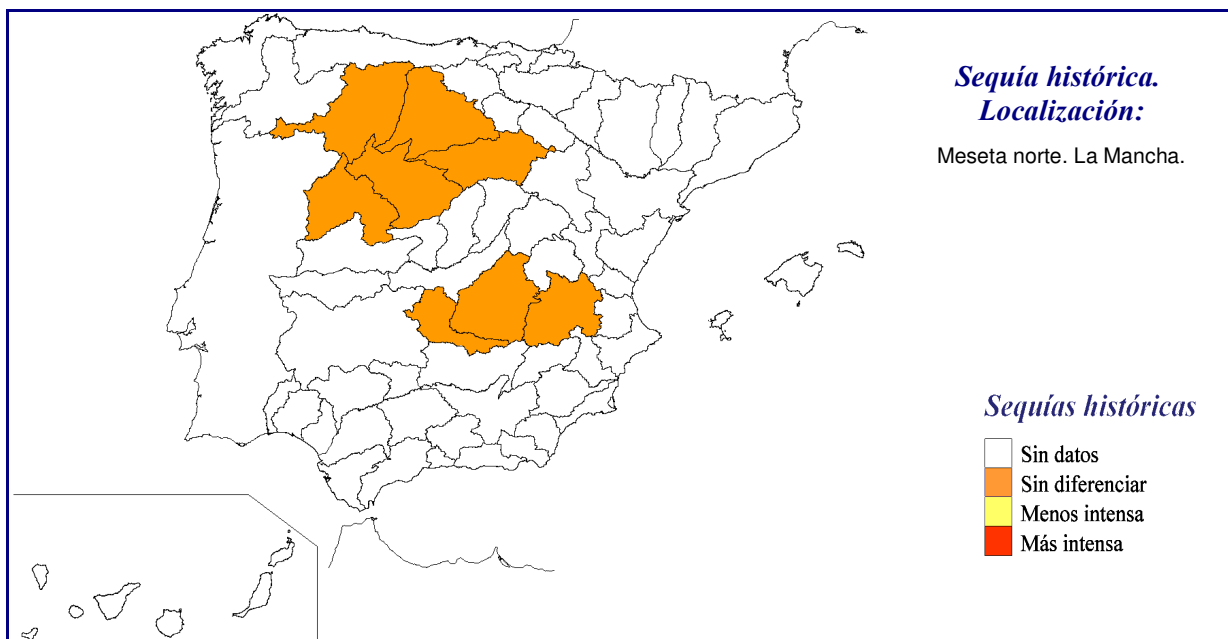 Sequía histórica.
Localización:
Meseta norte. La Mancha.
Sequías históricas
Sin datos
Sin diferenciar
Menos intensa
Más intensa